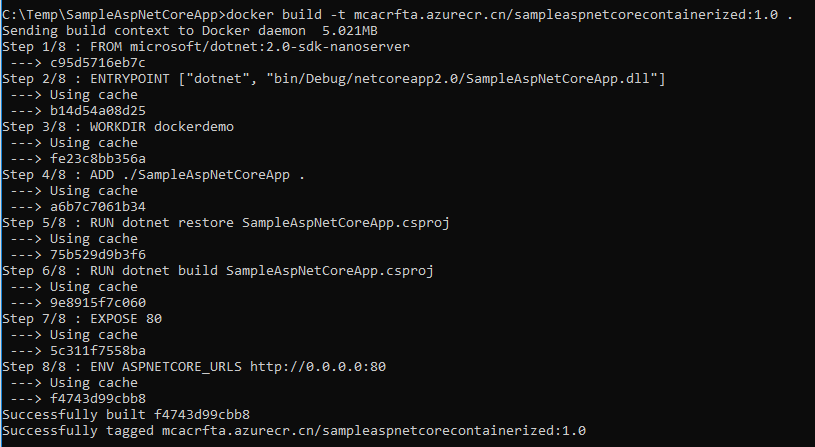 C:\Temp\SampleAspNetCoreApp>docker build -t mcacrfta.azurecr.cn/sampleaspnetcorecontainerized:1.0 .
Sending build context to Docker daemon  5.021MB
Step 1/8 : FROM microsoft/dotnet:2.0-sdk-nanoserver
 ---> c95d5716eb7c
Step 2/8 : ENTRYPOINT ["dotnet", "bin/Debug/netcoreapp2.0/SampleAspNetCoreApp.dll"]
 ---> Using cache
 ---> b14d54a08d25
Step 3/8 : WORKDIR dockerdemo
 ---> Using cache
 ---> fe23c8bb356a
Step 4/8 : ADD ./SampleAspNetCoreApp .
 ---> Using cache
 ---> a6b7c7061b34
Step 5/8 : RUN dotnet restore SampleAspNetCoreApp.csproj
 ---> Using cache
 ---> 75b529d9b3f6
Step 6/8 : RUN dotnet build SampleAspNetCoreApp.csproj
 ---> Using cache
 ---> 9e8915f7c060
Step 7/8 : EXPOSE 80
 ---> Using cache
 ---> 5c311f7558ba
Step 8/8 : ENV ASPNETCORE_URLS http://0.0.0.0:80
 ---> Using cache
 ---> f4743d99cbb8
Successfully built f4743d99cbb8
Successfully tagged mcacrfta.azurecr.cn/sampleaspnetcorecontainerized:1.0